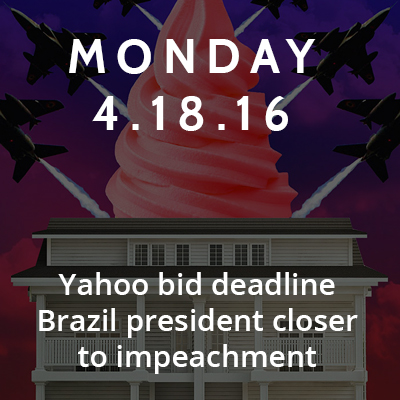 MONDAY
4.18.16
Yahoo bid deadline
Brazil president closer
to impeachment